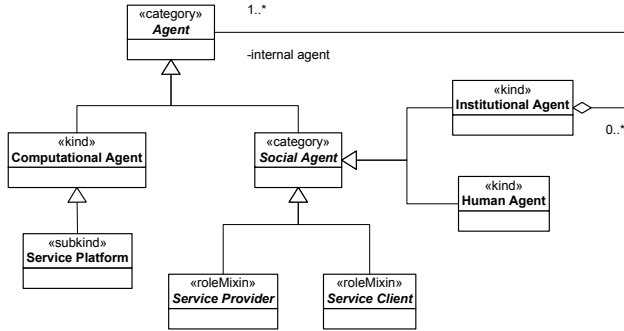 «category»
Agent
1..*
-internal agent
«kind»
Institutional Agent
0..*
«kind»
Computational Agent
«category»
Social Agent
«kind»
Human Agent
«subkind»
Service Platform
«roleMixin»
Service Provider
«roleMixin»
Service Client